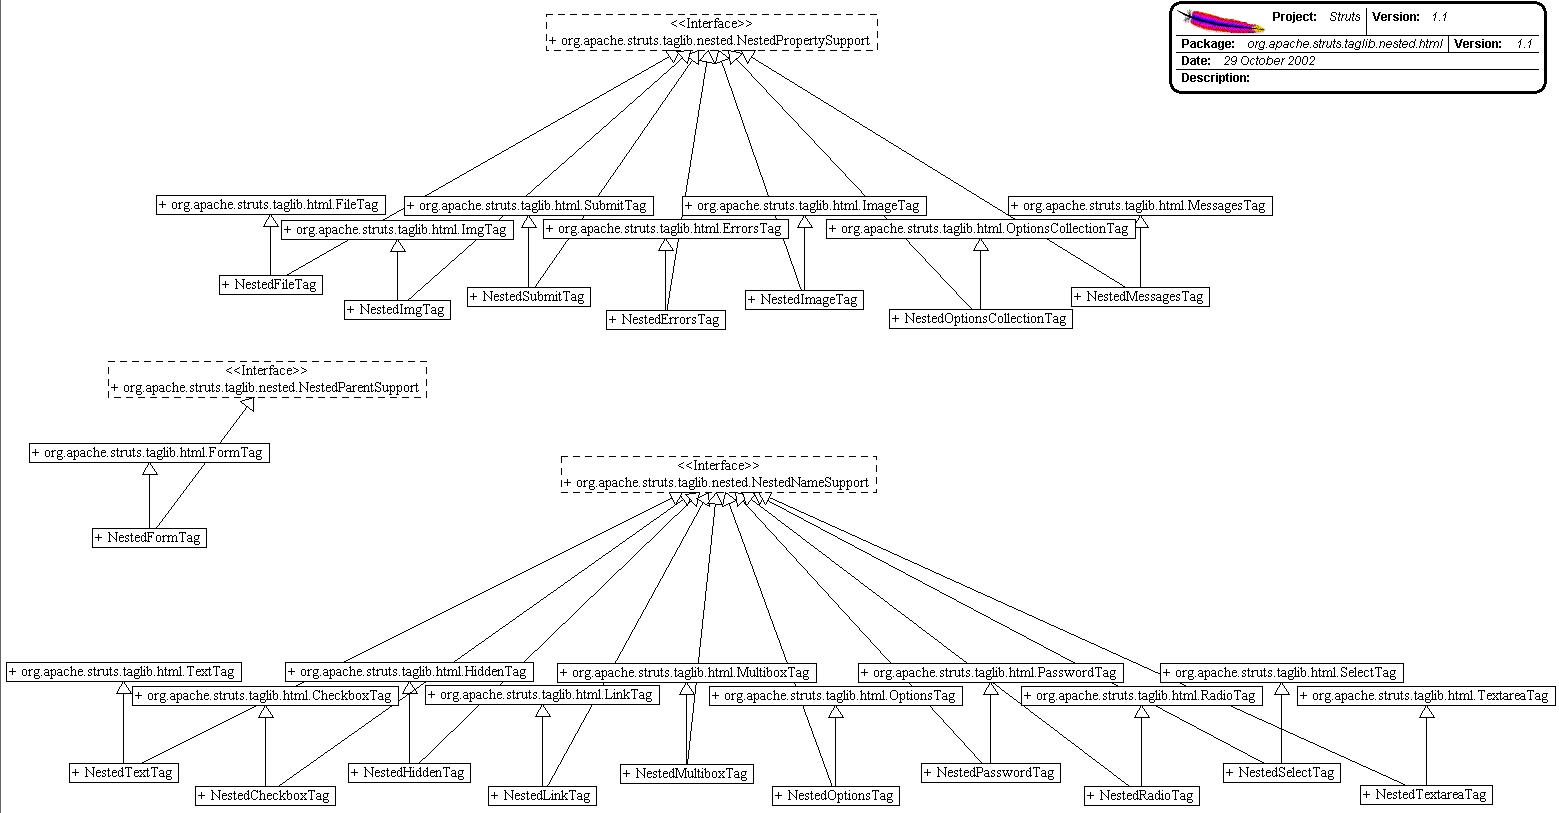 <<Interface>>
+ org.apache.struts.taglib.nested.NestedPropertySupport
Project: Struts Version: 1.1
Package: org.apache.struts.taglib.nested.html Version: 1.1
Date: 29 October 2002
Description:
+ org.apache.struts.taglib.html.FileTag
+ org.apache.struts.taglib.html.SubmitTag
+ org.apache.struts.taglib.html.ImageTag
+ org.apache.struts.taglib.html.MessagesTag
+ org.apache.struts.taglib.html.ImgTag
+ org.apache.struts.taglib.html.ErrorsTag
+ org.apache.struts.taglib.html.OptionsCollectionTag
+ NestedFileTag
+ NestedImgTag
+ NestedSubmitTag
+ NestedErrorsTag
+ NestedImageTag
+ NestedOptionsCollectionTag
+ NestedMessagesTag
<<Interface>>
+ org.apache.struts.taglib.nested.NestedParentSupport
+ org.apache.struts.taglib.html.FormTag
+ NestedFormTag
<<Interface>>
+ org.apache.struts.taglib.nested.NestedNameSupport
+ org.apache.struts.taglib.html.TextTag
+ org.apache.struts.taglib.html.HiddenTag
+ org.apache.struts.taglib.html.MultiboxTag
+ org.apache.struts.taglib.html.PasswordTag
+ org.apache.struts.taglib.html.SelectTag
+ org.apache.struts.taglib.html.CheckboxTag
+ org.apache.struts.taglib.html.LinkTag
+ org.apache.struts.taglib.html.OptionsTag
+ org.apache.struts.taglib.html.RadioTag
+ org.apache.struts.taglib.html.TextareaTag
+ NestedTextTag
+ NestedCheckboxTag
+ NestedHiddenTag
+ NestedLinkTag
+ NestedMultiboxTag
+ NestedOptionsTag
+ NestedPasswordTag
+ NestedRadioTag
+ NestedSelectTag
+ NestedTextareaTag